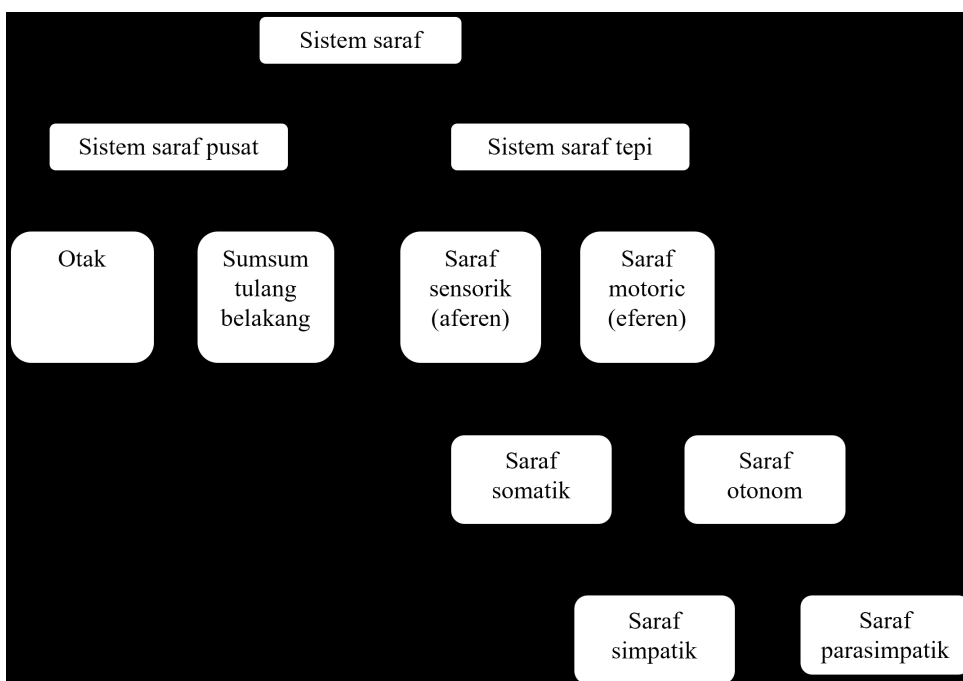 Sistem saraf
Sistem saraf pusat
Sistem saraf tepi
Otak
Sumsum
tulang
belakang
Saraf
sensorik
(aferen)
Saraf
motoric
(eferen)
Saraf
somatik
Saraf
otonom
Saraf
simpatik
Saraf
parasimpatik